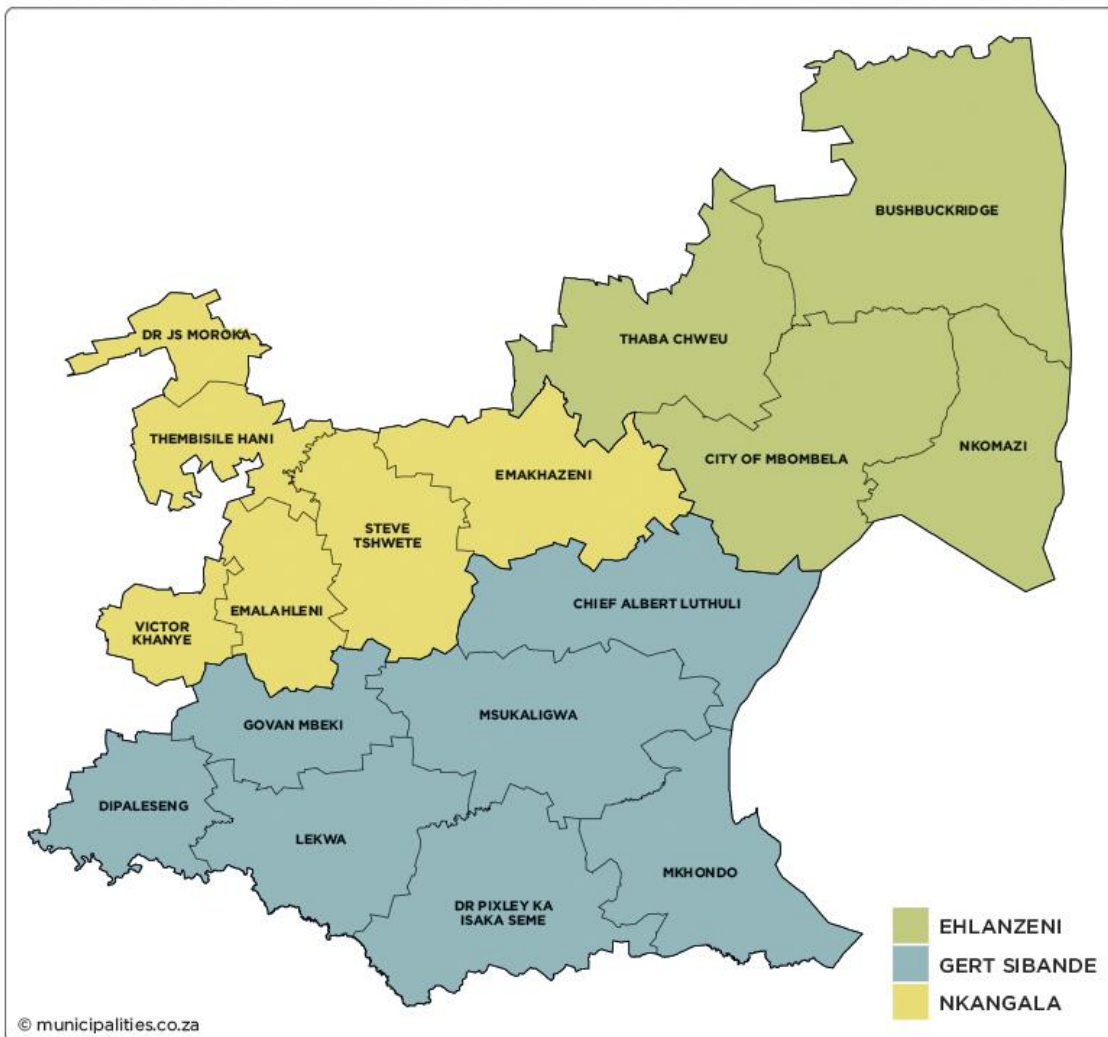 BUSHBUCKRIDGE
THABA CHWEU
DR JS MOROKA
THEMBISILE HANI
CITY OF MBOMBELA
NKOMAZI
EMAKHAZENI
STEVE
TSHWETE
CHIEF ALBERT LUTHULI
EMALAHLENI
VICTOR
KHANYE
GOVAN MBEKI
MSUKALIGWA
DIPALESENG
LEKWA
MKHONDO
DR PIXLEY KA
ISAKA SEME
EHLANZENI
GERT SIBANDE
NKANGALA
© municipalities.co.za